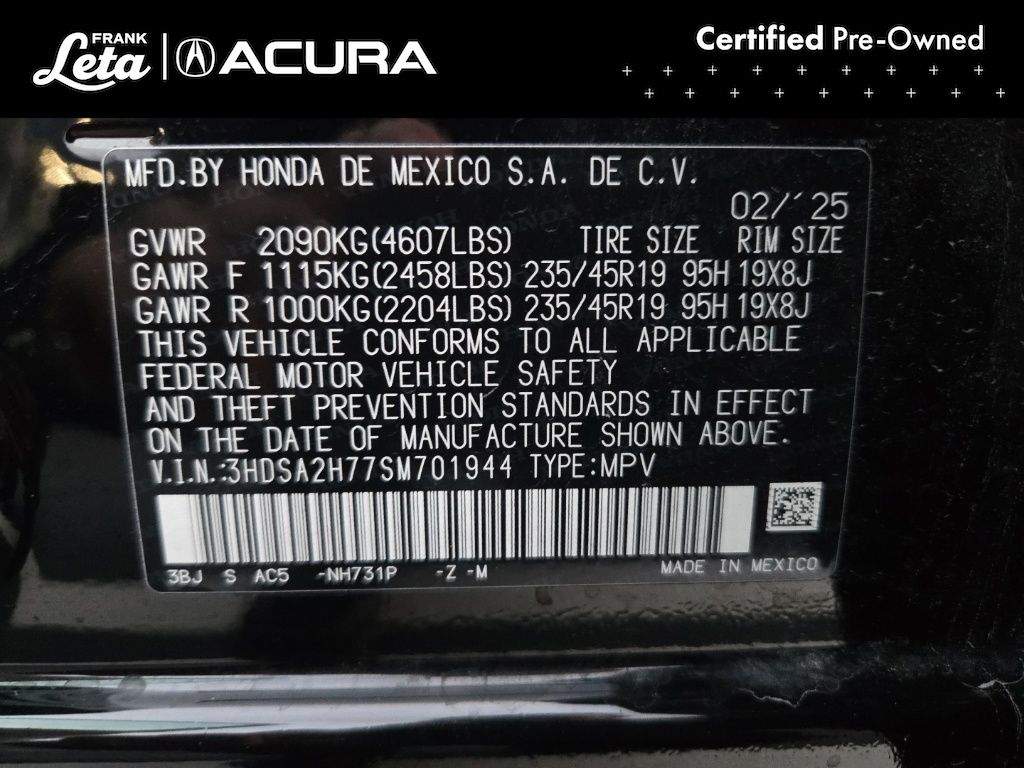 FRANK
Leta
ACURA
Certified Pre-Owned
MFD.BY HONDA DE MEXICO S.A. DE C.V.
02/'25
GVWR 2090KG(4607LBS) TIRE SIZE RIM SIZE
GAWR F 1115KG(2458LBS) 235/45R19 95H 19X8J
GAWR R 1000KG(2204LBS) 235/45R19 95H 19X8J
THIS VEHICLE CONFORMS TO ALL APPLICABLE
FEDERAL MOTOR VEHICLE SAFETY
AND THEFT PREVENTION STANDARDS IN EFFECT
ON THE DATE OF MANUFACTURE SHOWN ABOVE.
V.I.N.:3HDSA2H77SM701944 TYPE:MPV
3BJ S AC5 -NH731P -Z -M MADE IN MEXICO